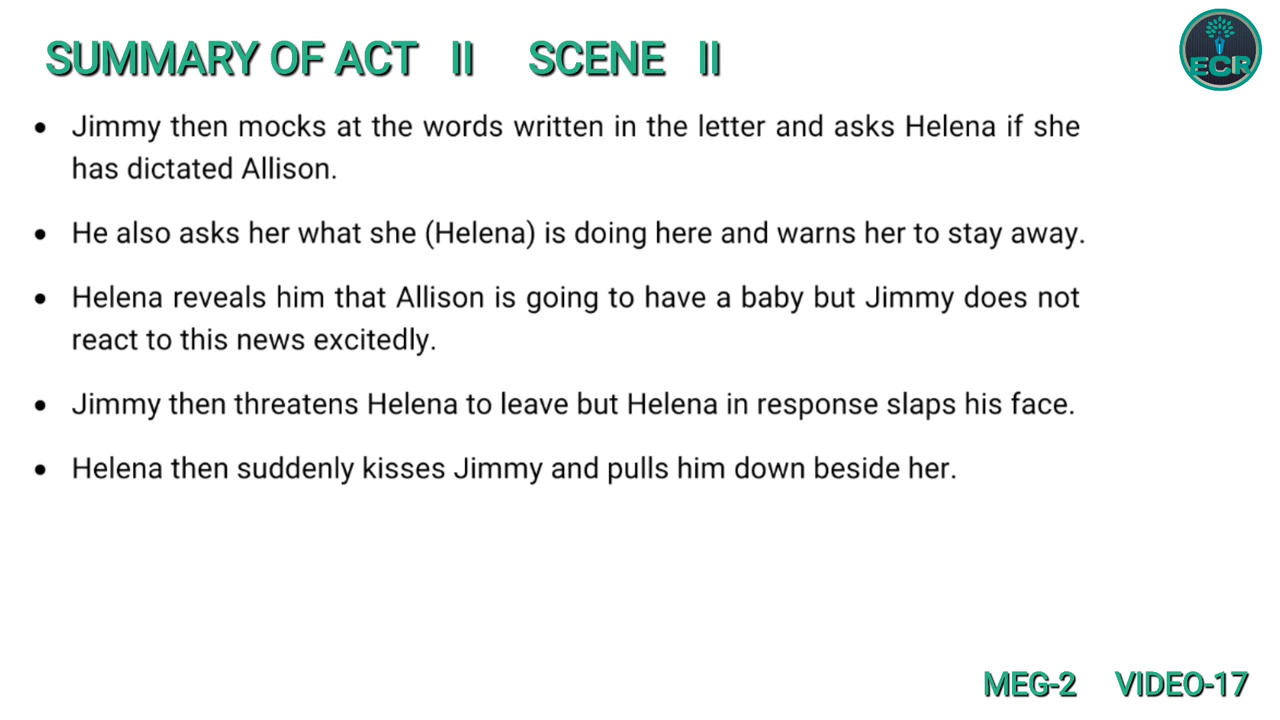 SUMMARY OF ACT II SCENE II
ECR
• Jimmy then mocks at the words written in the letter and asks Helena if she
has dictated Allison.
• He also asks her what she (Helena) is doing here and warns her to stay away.
• Helena reveals him that Allison is going to have a baby but Jimmy does not
react to this news excitedly.
• Jimmy then threatens Helena to leave but Helena in response slaps his face.
• Helena then suddenly kisses Jimmy and pulls him down beside her.
MEG-2 VIDEO-17